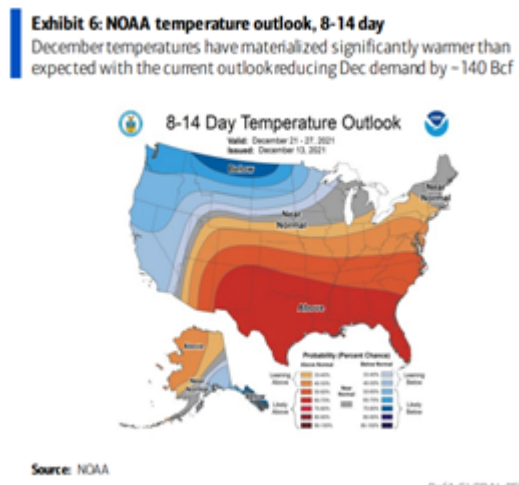 Exhibit 6: NOAA temperature outlook, 8-14 day
December temperatures have materialized significantly warmer than
expected with the current outlook reducing Dec demand by ~140 Bcf
8-14 Day Temperature Outlook
Valid: December 21 - 27, 2021
Issued: December 13, 2021
Below
Near
Normal
Near
Normal
Above
Above
Near
Normal
Below
Probability (Percent Chance)
Above Normal
Below Normal
Leaning
Above
Likely
Above
Near
Normal
Leaning
Below
Likely
Below
Source: NOAA